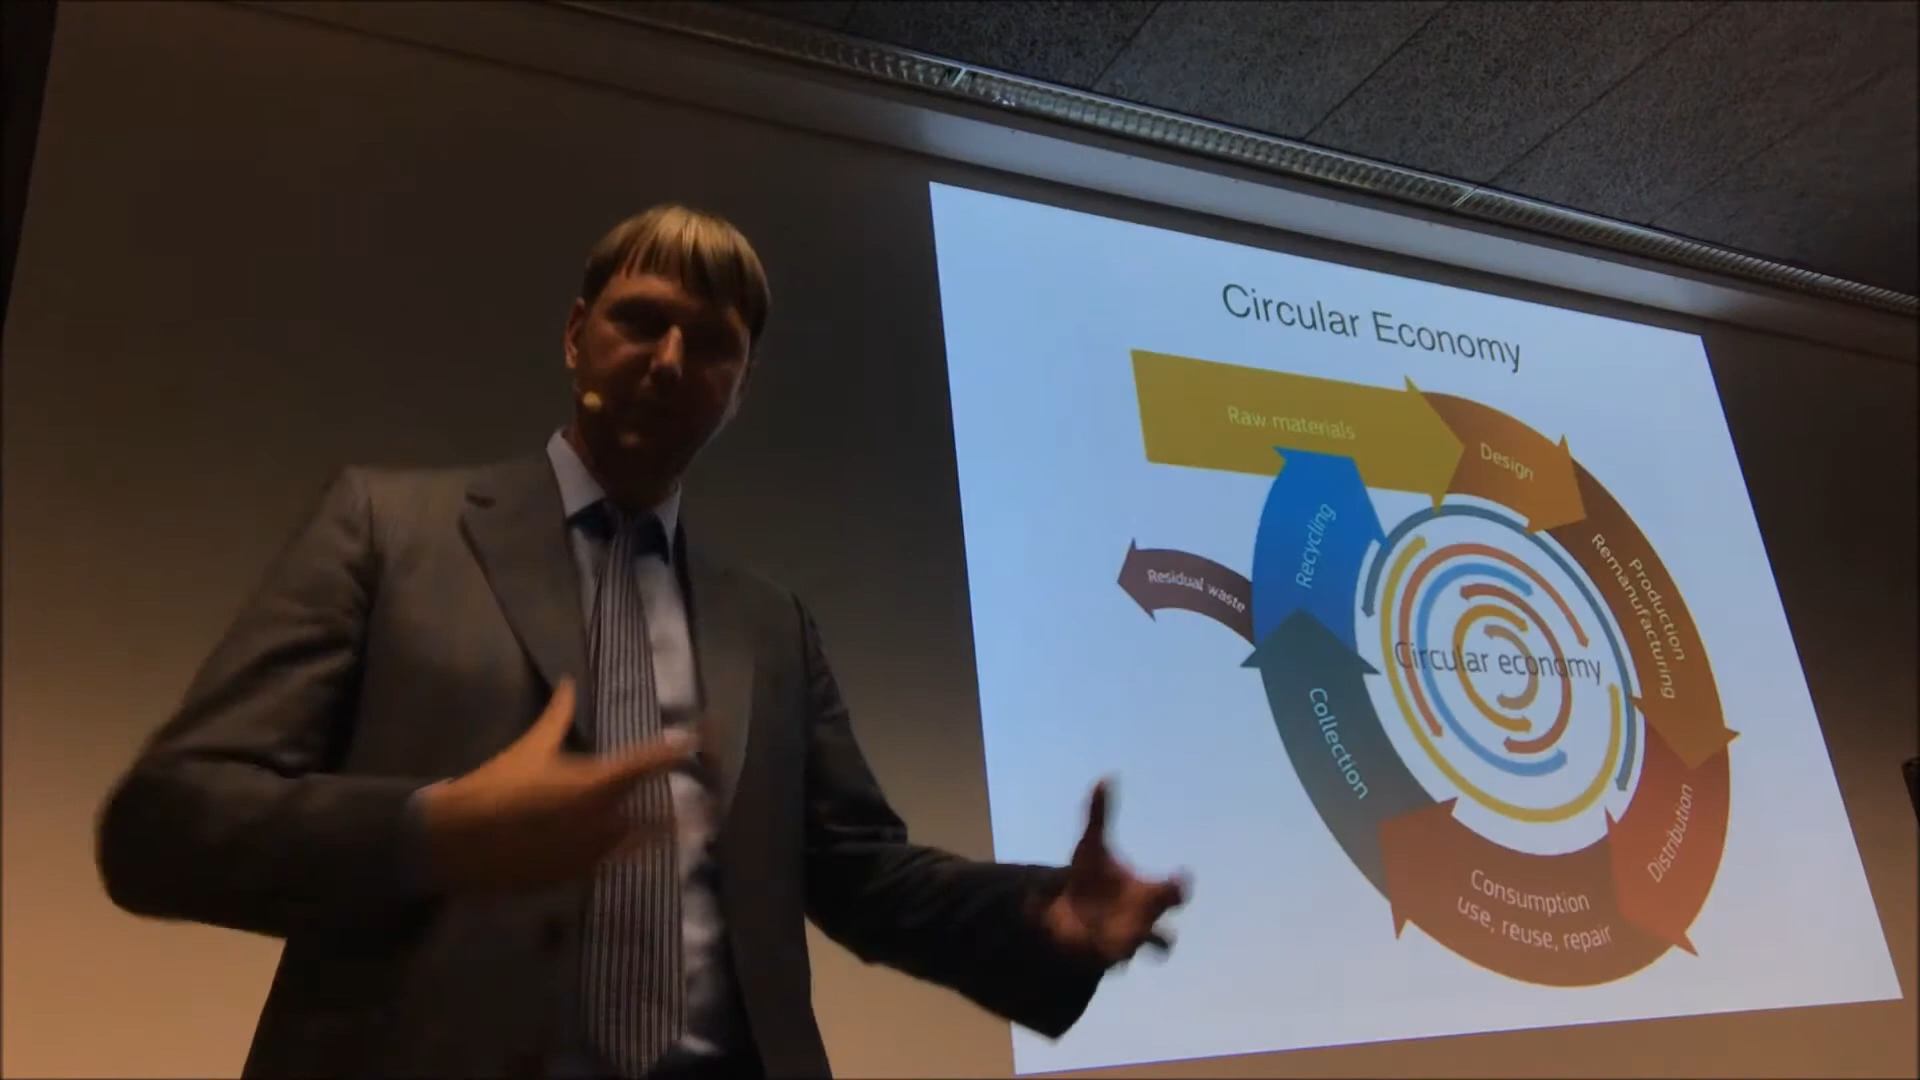 Circular Economy
Raw materials
Design
Production
Remanufacturing
Distribution
Consumption
use, reuse, repair
Collection
Recycling
Residual waste
Circular economy